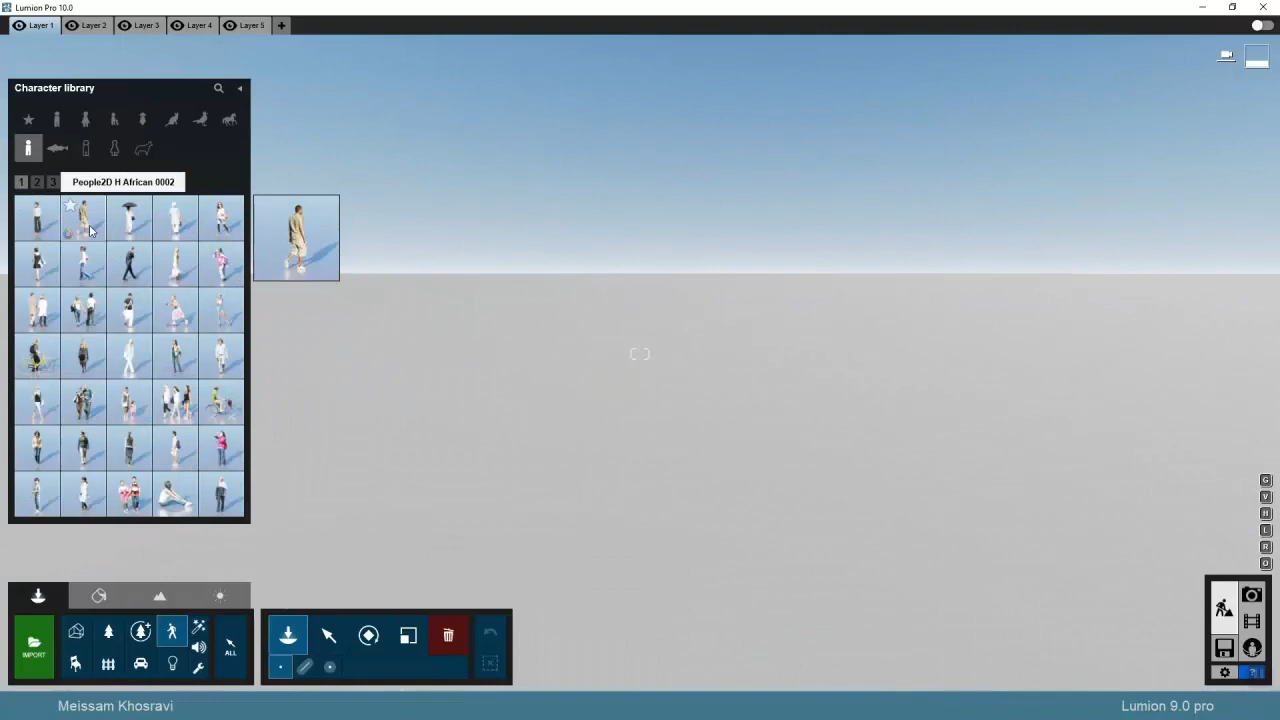 Lumion Pro 10.0
Layer 1
Layer 2
Layer 3
Layer 4
Layer 5
+
Character library
1
2
3
People2D H African 0002
G
V
H
L
R
O
IMPORT
ALL
?
Meissam Khosravi
Lumion 9.0 pro